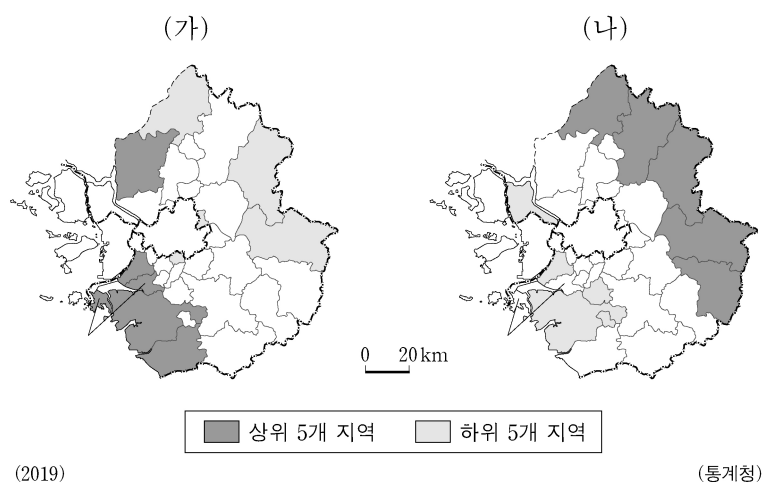 (가)
(나)
0 20 km
상위 5개 지역
하위 5개 지역
(2019)
(통계청)